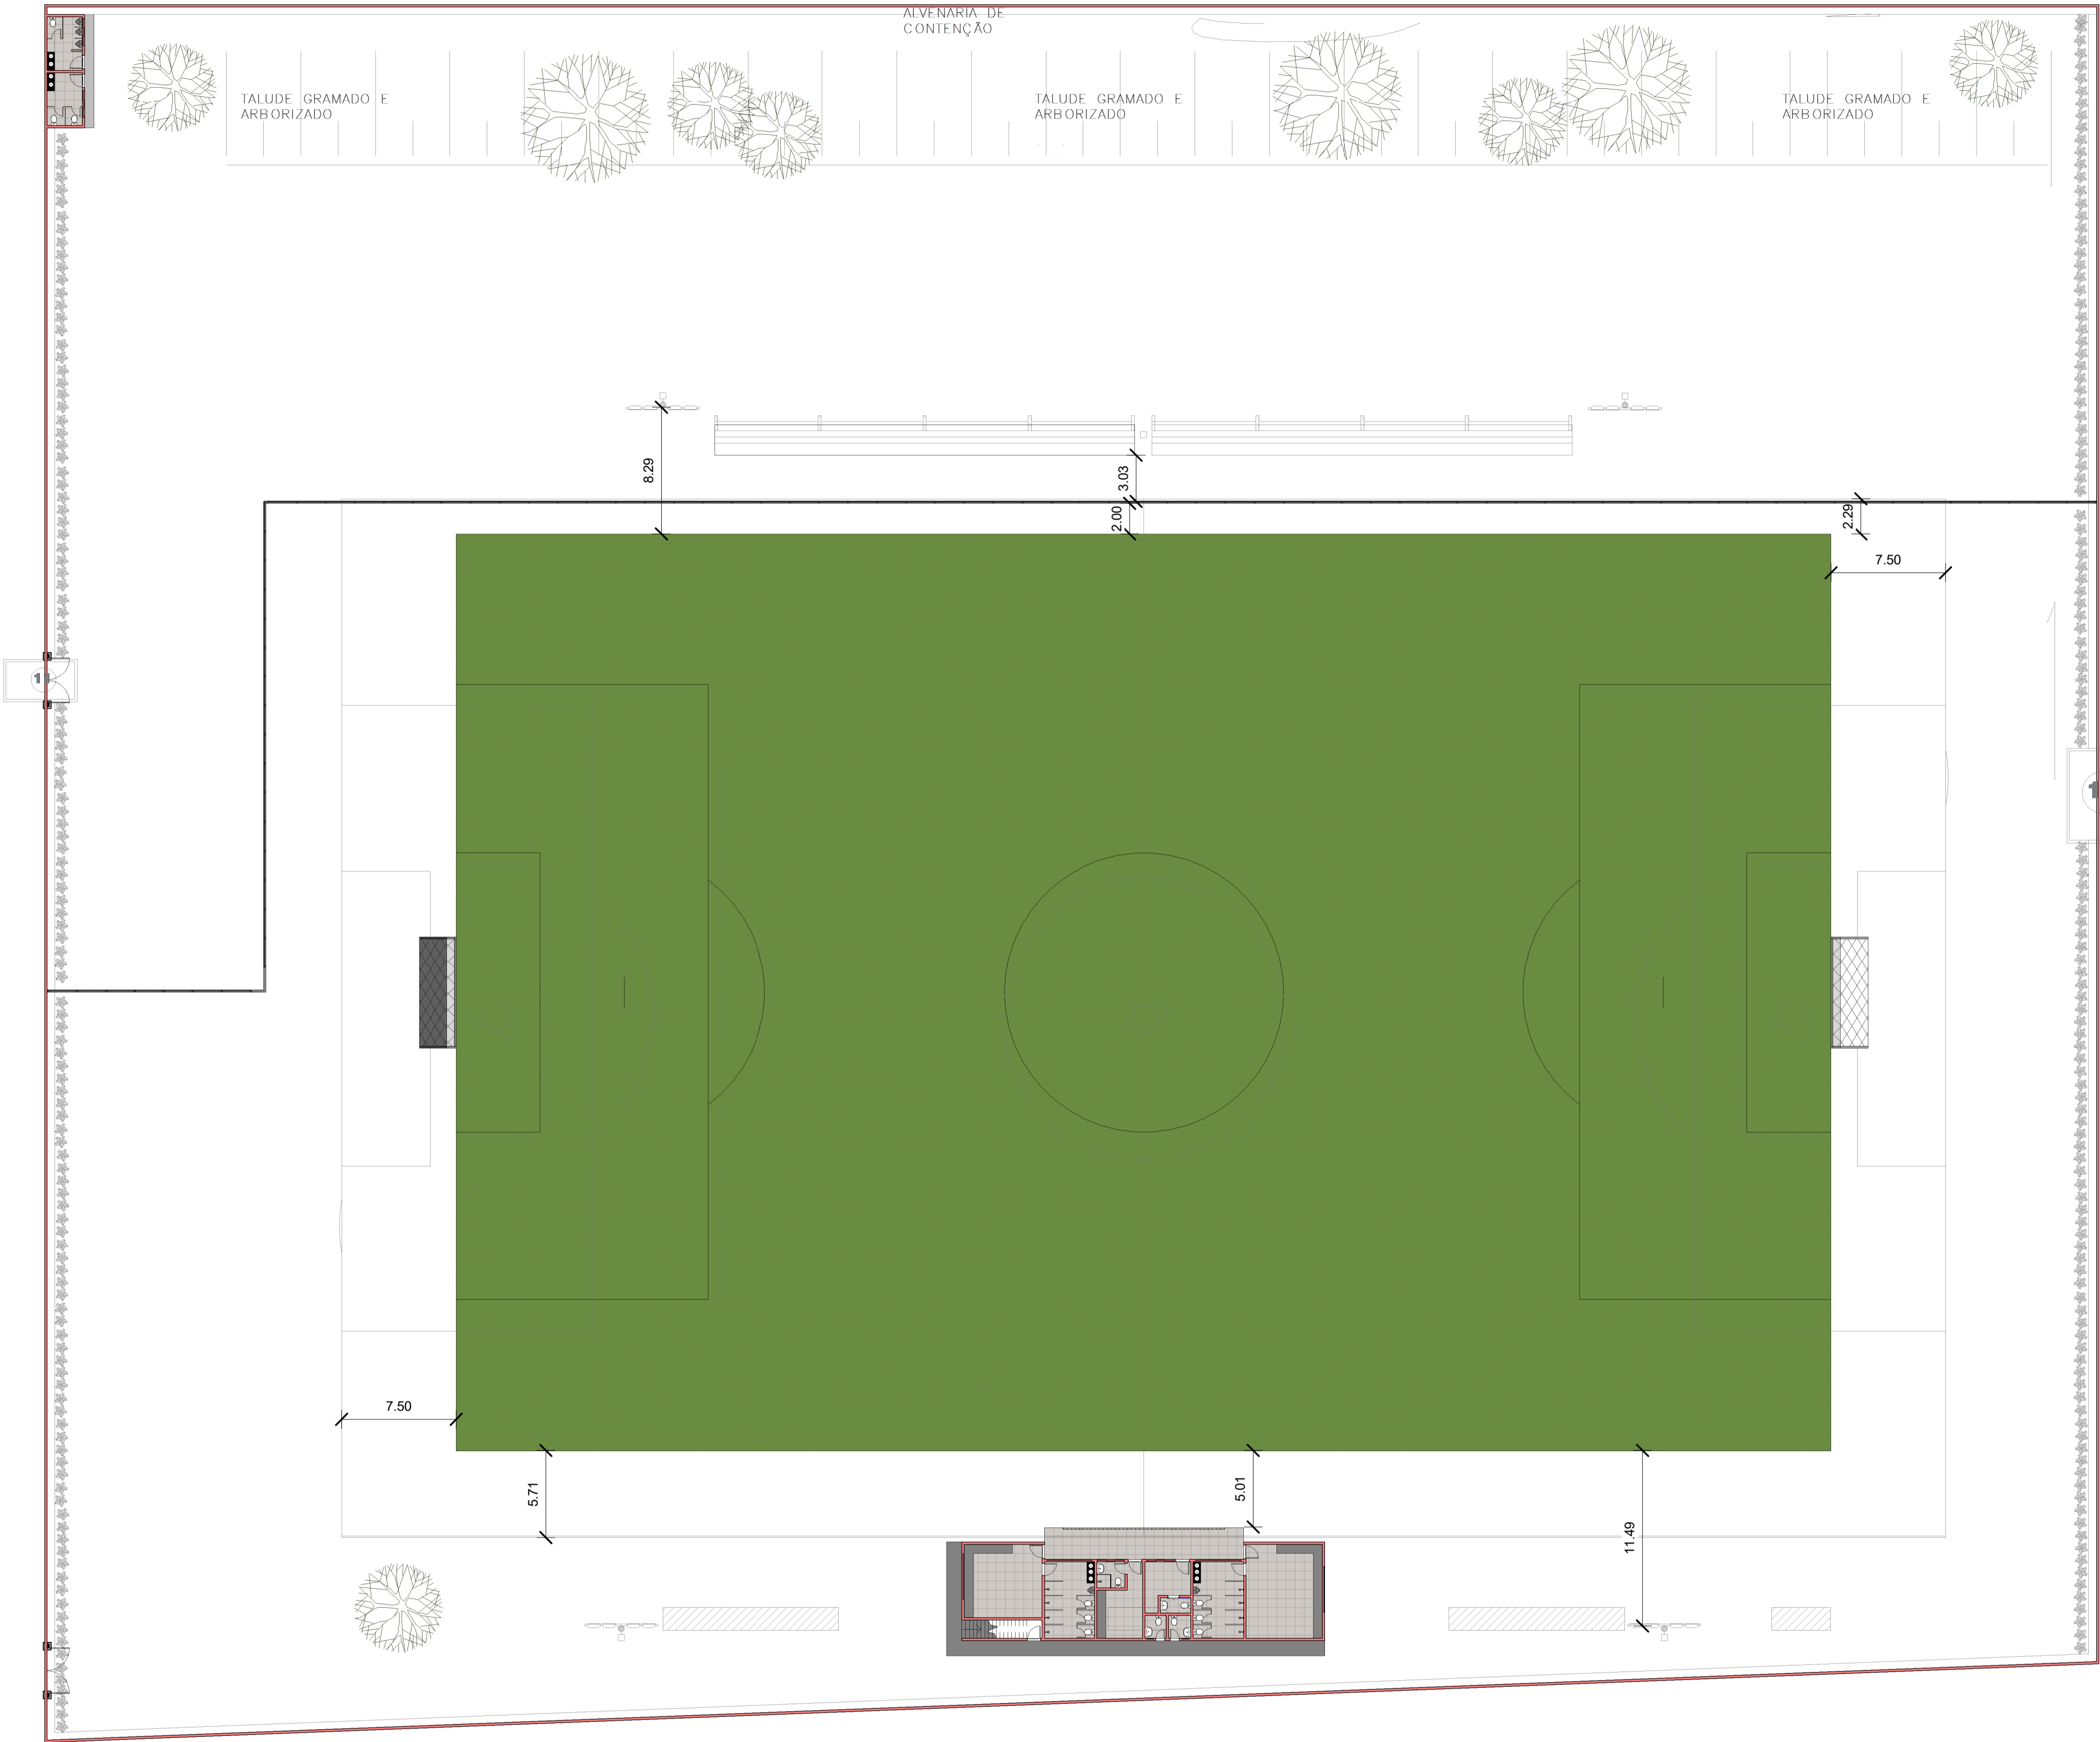 ALVENARIA DE
CONTENÇÃO
TALUDE GRAMADO E
ARBORIZADO
TALUDE GRAMADO E
ARBORIZADO
TALUDE GRAMADO E
ARBORIZADO
8.29
3.03
2.00
2.29
7.50
11
7.50
5.71
5.01
11.49